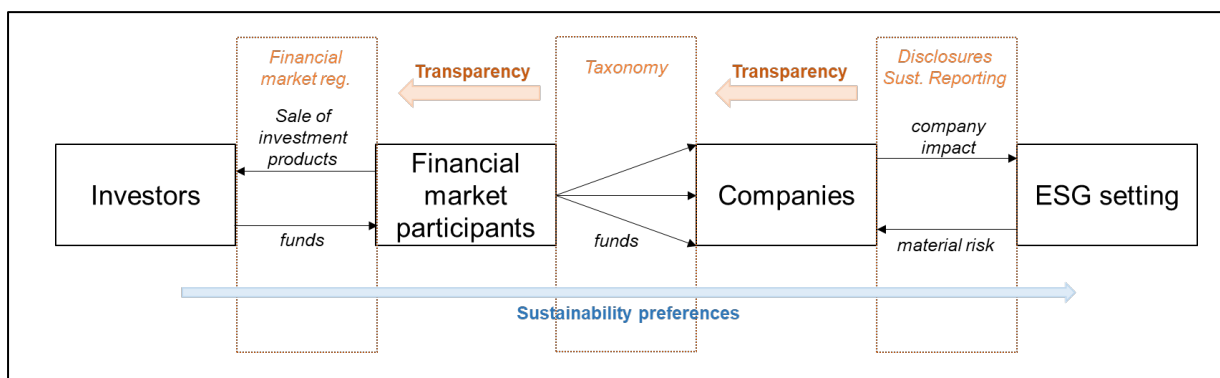 Financial
market reg.
Transparency
Taxonomy
Transparency
Disclosures
Sust. Reporting
Sale of
investment
products
company
impact
Investors
Financial
market
participants
Companies
ESG setting
funds
funds
material risk
Sustainability preferences